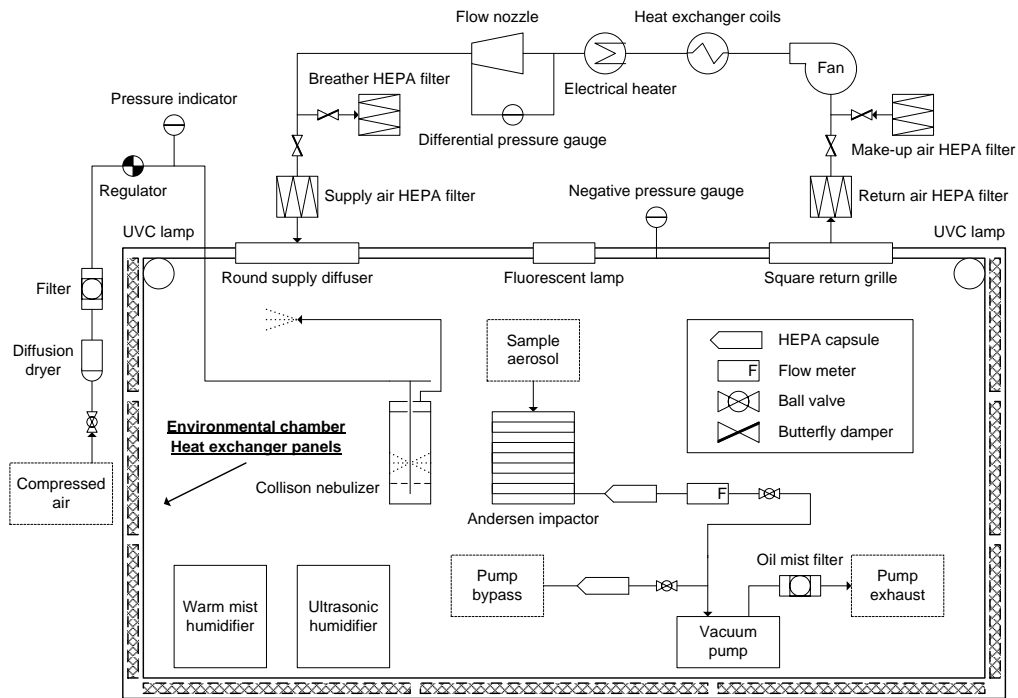 Flow nozzle
Heat exchanger coils
Breather HEPA filter
Electrical heater
Fan
Pressure indicator
Differential pressure gauge
Make-up air HEPA filter
Regulator
Supply air HEPA filter
Negative pressure gauge
Return air HEPA filter
UVC lamp
UVC lamp
Round supply diffuser
Fluorescent lamp
Square return grille
Filter
Diffusion
dryer
Sample
aerosol
HEPA capsule
F
Flow meter
Ball valve
Butterfly damper
Environmental chamber
Heat exchanger panels
Compressed
air
Collison nebulizer
Andersen impactor
F
Oil mist filter
Warm mist
humidifier
Ultrasonic
humidifier
Pump
bypass
Pump
exhaust
Vacuum
pump